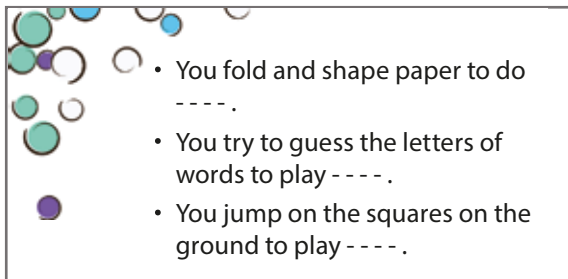 • You fold and shape paper to do
- - - - .
• You try to guess the letters of
words to play - - - - .
• You jump on the squares on the
ground to play - - - - .